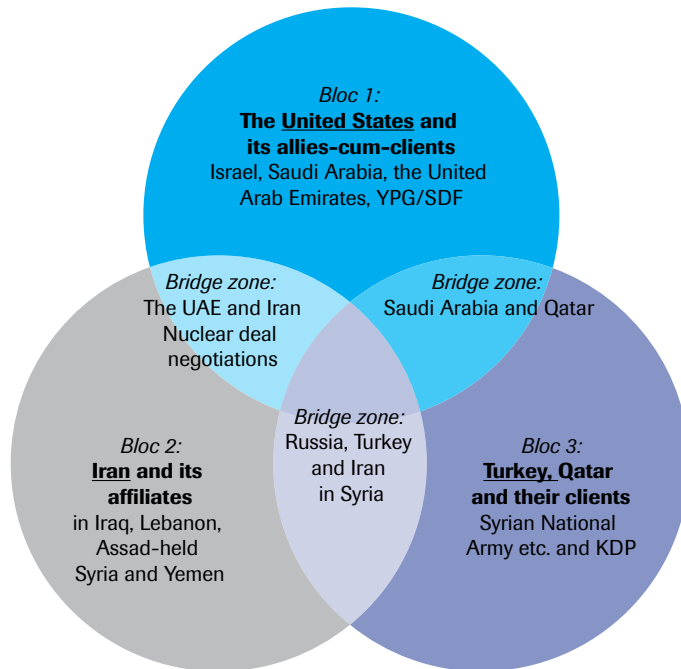 Bloc 1:
The United States and
its allies-cum-clients
Israel, Saudi Arabia, the United
Arab Emirates, YPG/SDF
Bridge zone:
The UAE and Iran
Nuclear deal
negotiations
Bridge zone:
Saudi Arabia and Qatar
Bridge zone:
Russia, Turkey
and Iran
in Syria
Bloc 2:
Iran and its
affiliates
in Iraq, Lebanon,
Assad-held
Syria and Yemen
Bloc 3:
Turkey, Qatar
and their clients
Syrian National
Army etc. and KDP